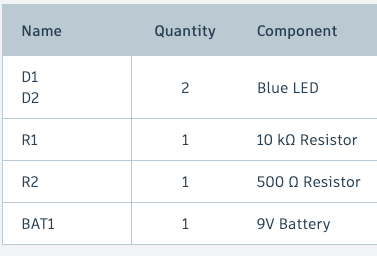 Name Quantity Component
D1
D2 2 Blue LED
R1 1 10 kΩ Resistor
R2 1 500 Ω Resistor
BAT1 1 9V Battery